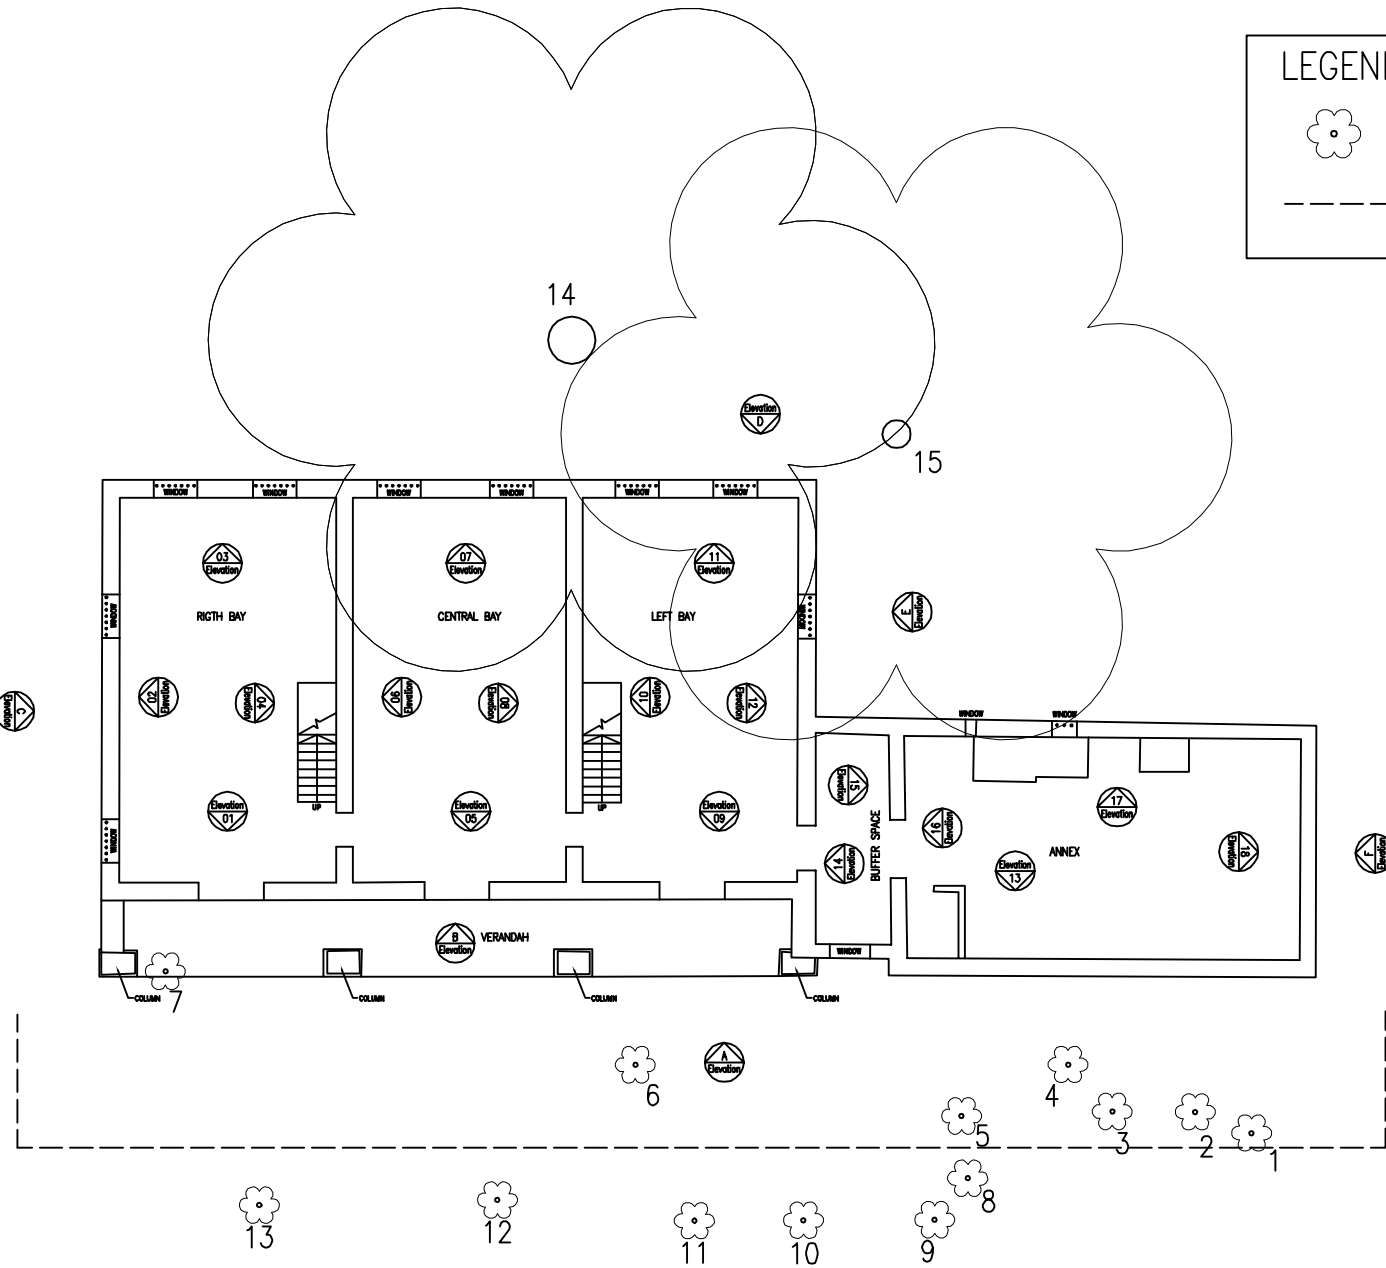 LEGEN
14
15
Elevation
D
WINDOW
WINDOW
WINDOW
WINDOW
WINDOW
WINDOW
03
Elevation
07
Elevation
11
Elevation
WINDOW
WINDOW
E
Elevation
RIGTH BAY
CENTRAL BAY
LEFT BAY
C
Elevation
02
Elevation
04
Elevation
06
Elevation
08
Elevation
10
Elevation
12
Elevation
WINDOW
WINDOW
15
Elevation
17
Elevation
Elevation
01
UP
Elevation
05
UP
Elevation
09
WINDOW
16
Elevation
BUFFER SPACE
14
Elevation
ANNEX
Elevation
13
18
Elevation
F
Elevation
B
Elevation
VERANDAH
WINDOW
COLUMN
7
COLUMN
COLUMN
COLUMN
A
Elevation
6
4
5
3
2
1
8
13
12
11
10
9